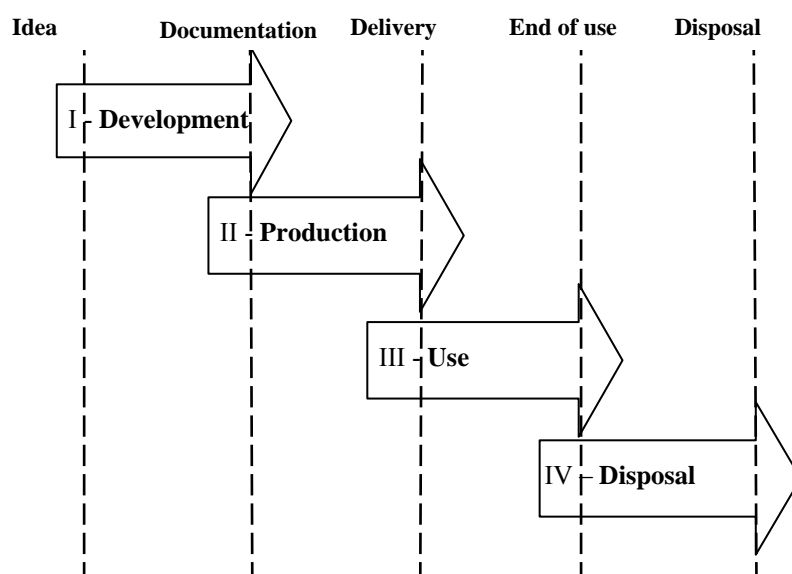 Idea Documentation Delivery End of use Disposal
I - Development
II - Production
III - Use
IV – Disposal